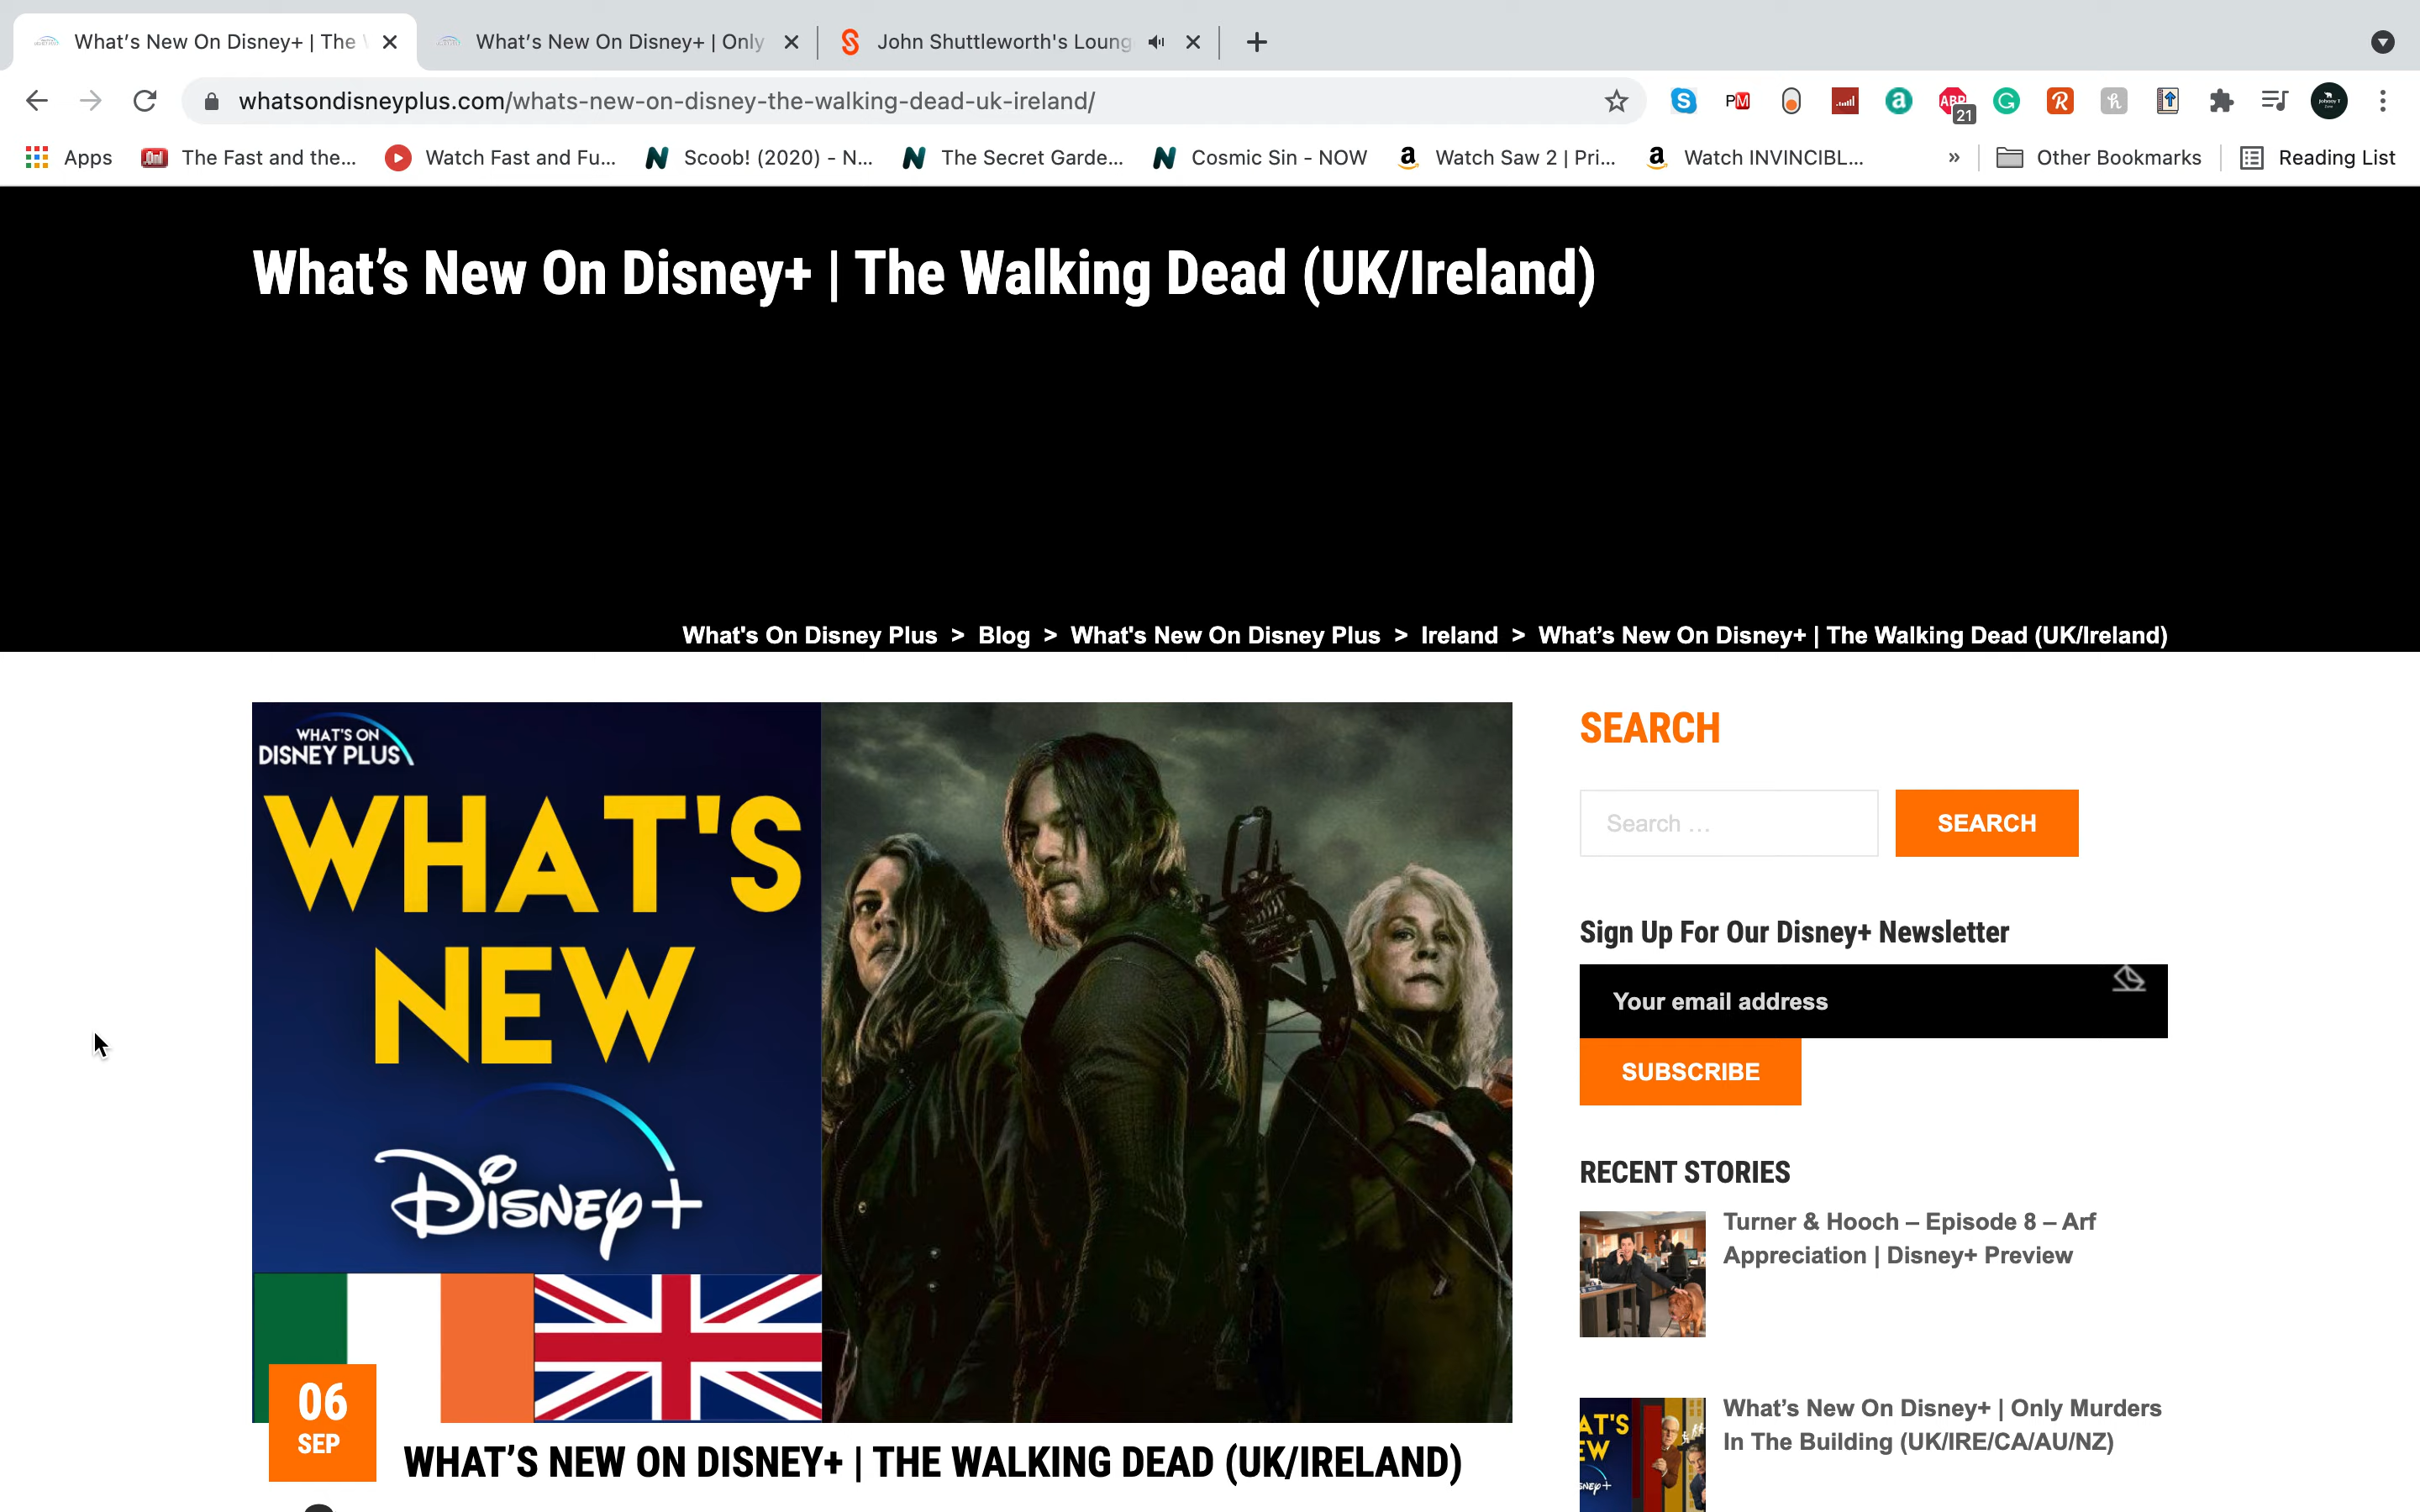 What's New On Disney+ | The
What's New On Disney+ | Only
John Shuttleworth's Loung
whatsondisneyplus.com/whats-new-on-disney-the-walking-dead-uk-ireland/
PM
ABP
21
Apps
The Fast and the...
Watch Fast and Fu...
Scoob! (2020) - N...
The Secret Garde...
Cosmic Sin - NOW
Watch Saw 2 | Pri...
Watch INVINCIBL...
»
Other Bookmarks
Reading List
What's New On Disney+ | The Walking Dead (UK/Ireland)
What's On Disney Plus > Blog > What's New On Disney Plus > Ireland > What's New On Disney+ | The Walking Dead (UK/Ireland)
WHAT'S ON
DISNEY PLUS
WHAT'S
NEW
Disney+
06
SEP
WHAT'S NEW ON DISNEY+ | THE WALKING DEAD (UK/IRELAND)
SEARCH
Search ...
SEARCH
Sign Up For Our Disney+ Newsletter
Your email address
SUBSCRIBE
RECENT STORIES
Turner & Hooch – Episode 8 – Arf
Appreciation | Disney+ Preview
What's New On Disney+ | Only Murders
In The Building (UK/IRE/CA/AU/NZ)